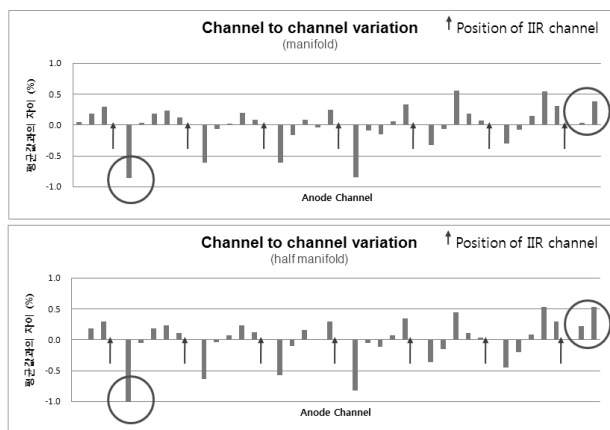 Channel to channel variation
(manifold)
Position of IIR channel
평균값과의 차이 (%)
1.0
0.5
0.0
-0.5
-1.0
Anode Channel
Channel to channel variation
(half manifold)
Position of IIR channel
평균값과의 차이 (%)
1.0
0.5
0.0
-0.5
-1.0
Anode Channel